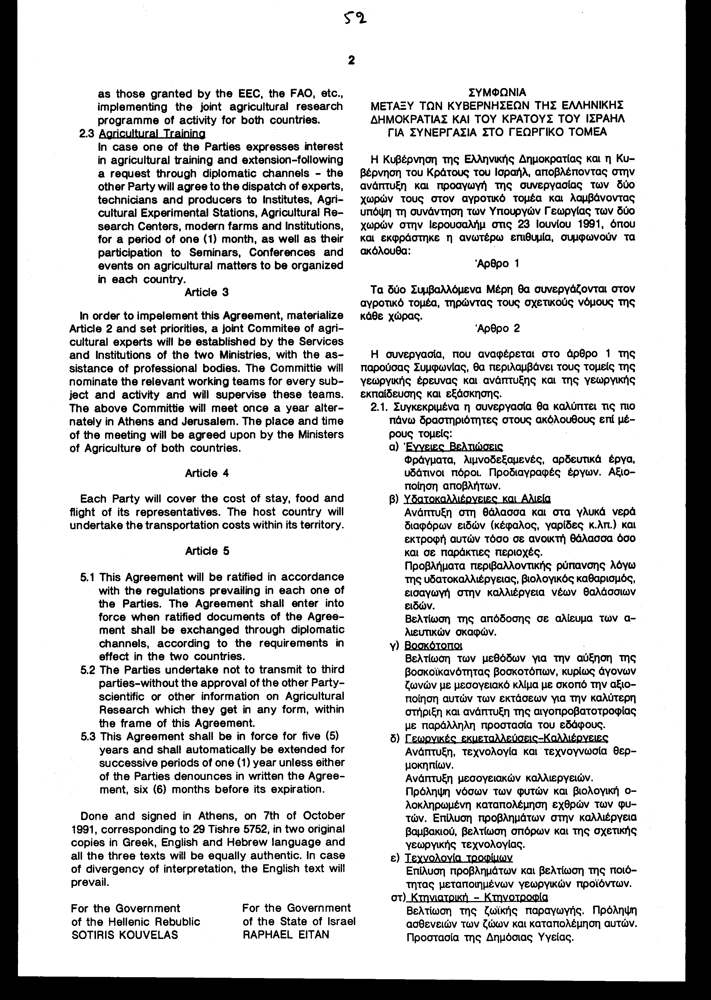 52
2
as those granted by the EEC, the FAO, etc.,
implementing the joint agricultural research
programme of activity for both countries.
2.3 Agricultural Training
In case one of the Parties expresses interest
in agricultural training and extension-following
a request through diplomatic channels - the
other Party will agree to the dispatch of experts,
technicians and producers to Institutes, Agri-
cultural Experimental Stations, Agricultural Re-
search Centers, modern farms and Institutions,
for a period of one (1) month, as well as their
participation to Seminars, Conferences and
events on agricultural matters to be organized
in each country.
Article 3
In order to impelement this Agreement, materialize
Article 2 and set priorities, a joint Commitee of agri-
cultural experts will be established by the Services
and Institutions of the two Ministries, with the as-
sistance of professional bodies. The Committie will
nominate the relevant working teams for every sub-
ject and activity and will supervise these teams.
The above Committie will meet once a year alter-
nately in Athens and Jerusalem. The place and time
of the meeting will be agreed upon by the Ministers
of Agriculture of both countries.
Article 4
Each Party will cover the cost of stay, food and
flight of its representatives. The host country will
undertake the transportation costs within its territory.
Article 5
5.1 This Agreement will be ratified in accordance
with the regulations prevailing in each one of
the Parties. The Agreement shall enter into
force when ratified documents of the Agree-
ment shall be exchanged through diplomatic
channels, according to the requirements in
effect in the two countries.
5.2 The Parties undertake not to transmit to third
parties-without the approval of the other Party-
scientific or other information on Agricultural
Research which they get in any form, within
the frame of this Agreement.
5.3 This Agreement shall be in force for five (5)
years and shall automatically be extended for
successive periods of one (1) year unless either
of the Parties denounces in written the Agree-
ment, six (6) months before its expiration.
Done and signed in Athens, on 7th of October
1991, corresponding to 29 Tishre 5752, in two original
copies in Greek, English and Hebrew language and
all the three texts will be equally authentic. In case
of divergency of interpretation, the English text will
prevail.
For the Government
of the Hellenic Rebublic
SOTIRIS KOUVELAS
For the Government
of the State of Israel
RAPHAEL EITAN
ΣΥΜΦΩΝΙΑ
ΜΕΤΑΞΥ ΤΩΝ ΚΥΒΕΡΝΗΣΕΩΝ ΤΗΣ ΕΛΛΗΝΙΚΗΣ
ΔΗΜΟΚΡΑΤΙΑΣ ΚΑΙ ΤΟΥ ΚΡΑΤΟΥΣ ΤΟΥ ΙΣΡΑΗΛ
ΓΙΑ ΣΥΝΕΡΓΑΣΙΑ ΣΤΟ ΓΕΩΡΓΙΚΟ ΤΟΜΕΑ
Η Κυβέρνηση της Ελληνικής Δημοκρατίας και η Κυ-
βέρνηση του Κράτους του Ισραήλ, αποβλέποντας στην
ανάπτυξη και προαγωγή της συνεργασίας των δύο
χωρών τους στον αγροτικό τομέα και λαμβάνοντας
υπόψη τη συνάντηση των Υπουργών Γεωργίας των δύο
χωρών στην Ιερουσαλήμ στις 23 Ιουνίου 1991, όπου
και εκφράστηκε η ανωτέρω επιθυμία, συμφωνούν τα
ακόλουθα:
Άρθρο 1
Τα δύο Συμβαλλόμενα Μέρη θα συνεργάζονται στον
αγροτικό τομέα, τηρώντας τους σχετικούς νόμους της
κάθε χώρας.
Άρθρο 2
Η συνεργασία, που αναφέρεται στο άρθρο 1 της
παρούσας Συμφωνίας, θα περιλαμβάνει τους τομείς της
γεωργικής έρευνας και ανάπτυξης και της γεωργικής
εκπαίδευσης και εξάσκησης.
2.1. Συγκεκριμένα η συνεργασία θα καλύπτει τις πιο
πάνω δραστηριότητες στους ακόλουθους επί μέ-
ρους τομείς:
α) Έγγειες Βελτιώσεις
Φράγματα, λιμνοδεξαμενές, αρδευτικά έργα,
υδάτινοι πόροι. Προδιαγραφές έργων. Αξιο-
ποίηση αποβλήτων.
β) Υδατοκαλλιέργειες και Αλιεία
Ανάπτυξη στη θάλασσα και στα γλυκά νερά
διαφόρων ειδών (κέφαλος, γαρίδες κ.λπ.) και
εκτροφή αυτών τόσο σε ανοικτή θάλασσα όσο
και σε παράκτιες περιοχές.
Προβλήματα περιβαλλοντικής ρύπανσης λόγω
της υδατοκαλλιέργειας, βιολογικός καθαρισμός,
εισαγωγή στην καλλιέργεια νέων θαλάσσιων
ειδών.
Βελτίωση της απόδοσης σε αλίευμα των α-
λιευτικών σκαφών.
γ) Βοσκότοποι
Βελτίωση των μεθόδων για την αύξηση της
βοσκοϊκανότητας βοσκοτόπων, κυρίως άγονων
ζωνών με μεσογειακό κλίμα με σκοπό την αξιο-
ποίηση αυτών των εκτάσεων για την καλύτερη
στήριξη και ανάπτυξη της αιγοπροβατοτροφίας
με παράλληλη προστασία του εδάφους.
δ) Γεωργικές εκμεταλλεύσεις-Καλλιέργειες
Ανάπτυξη, τεχνολογία και τεχνογνωσία θερ-
μοκηπίων.
Ανάπτυξη μεσογειακών καλλιεργειών.
Πρόληψη νόσων των φυτών και βιολογική ο-
λοκληρωμένη καταπολέμηση εχθρών των φυ-
τών. Επίλυση προβλημάτων στην καλλιέργεια
βαμβακιού, βελτίωση σπόρων και της σχετικής
γεωργικής τεχνολογίας.
ε) Τεχνολογία τροφίμων
Επίλυση προβλημάτων και βελτίωση της ποιό-
τητας μεταποιημένων γεωργικών προϊόντων.
στ) Κτηνιατρική - Κτηνοτροφία
Βελτίωση της ζωϊκής παραγωγής. Πρόληψη
ασθενειών των ζώων και καταπολέμηση αυτών.
Προστασία της Δημόσιας Υγείας.